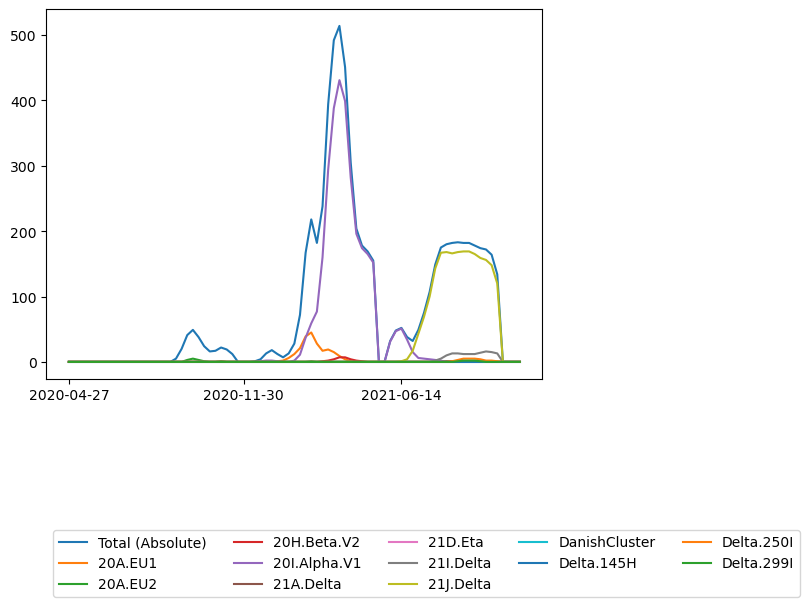 500
400
300
200
100
0
2020-04-27 2020-11-30 2021-06-14
Total (Absolute) 20H.Beta.V2 21D.Eta DanishCluster Delta.250I
20A.EU1 20I.Alpha.V1 21I.Delta Delta.145H Delta.299I
20A.EU2 21A.Delta 21J.Delta